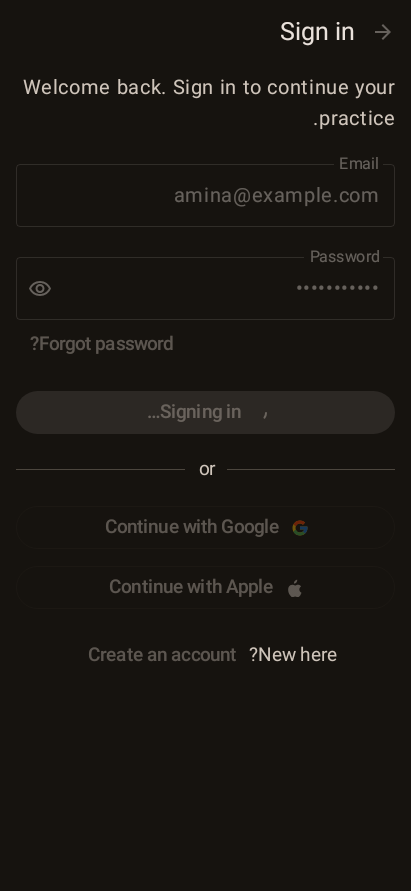 Sign in
Welcome back. Sign in to continue your
practice.
Email
amina@example.com
Password
•••••••••••
Forgot password?
Signing in…
or
Continue with Google
Continue with Apple
New here? Create an account